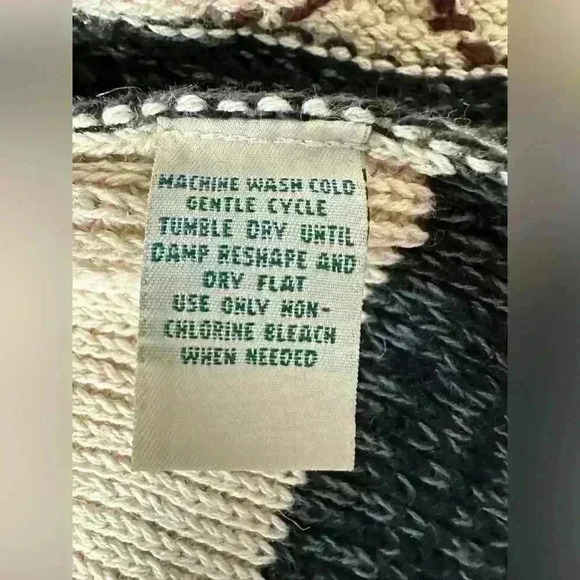 MACHINE WASH COLD
GENTLE CYCLE
TUMBLE DRY UNTIL
DAMP RESHAPE AND
DRY FLAT
USE ONLY NON-
CHLORINE BLEACH
WHEN NEEDED